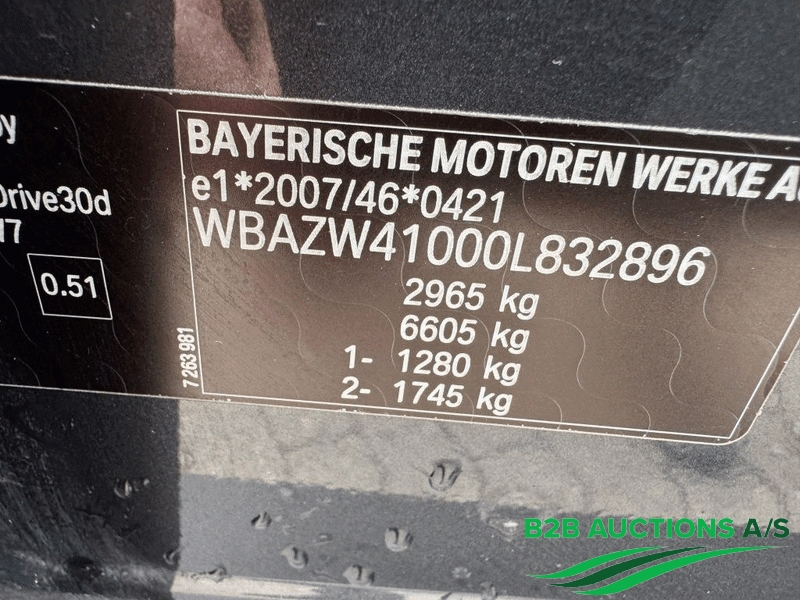 Drive30d
0.51
BAYERISCHE MOTOREN WERKE
e1*2007/46*0421
WBAZW41000L832896
2965 kg
6605 kg
1- 1280 kg
2- 1745 kg
7 263 981
B2B AUCTIONS A/S